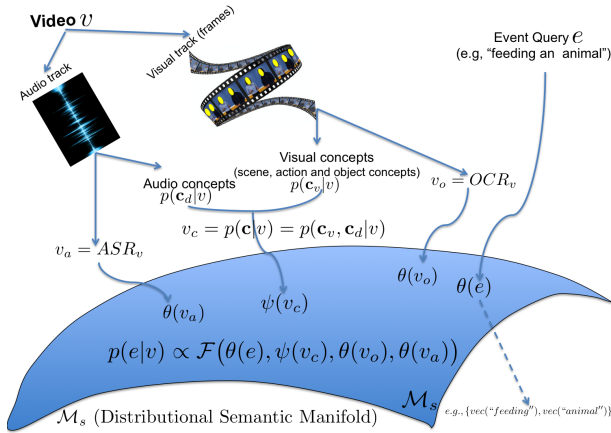 Video v
Audio track
Visual track (frames)
Event Query e
(e.g, “feeding an animal”)
Visual concepts
(scene, action and object concepts)
p(c_v|v)
Audio concepts
p(c_d|v)
v_o = OCR_v
v_c = p(c|v) = p(c_v, c_d|v)
v_a = ASR_v
θ(v_o)
θ(e)
ψ(v_c)
θ(v_a)
p(e|v) ∝ F(θ(e), ψ(v_c), θ(v_o), θ(v_a))
M_s
M_s (Distributional Semantic Manifold)
e.g., {vec(“feeding”), vec(“animal”)}